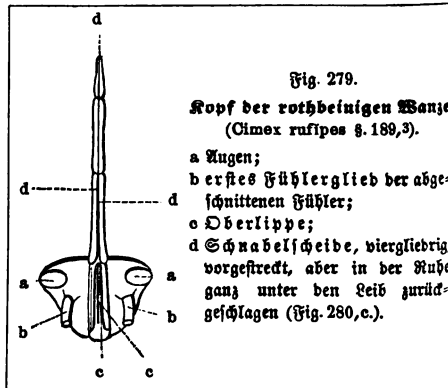 d
Fig. 279.
Kopf der rothbeinigen Wanze
(Cimex rufipes §. 189,3).
a Augen;
b erstes Fühlerglied der abge=
schnittenen Fühler;
c Oberlippe;
d Schnabelscheide, viergliebrig,
vorgestreckt, aber in der Ruhe
ganz unter den Leib zurück=
geschlagen (Fig. 280,c.).
d
d
a
a
b
b
c
c